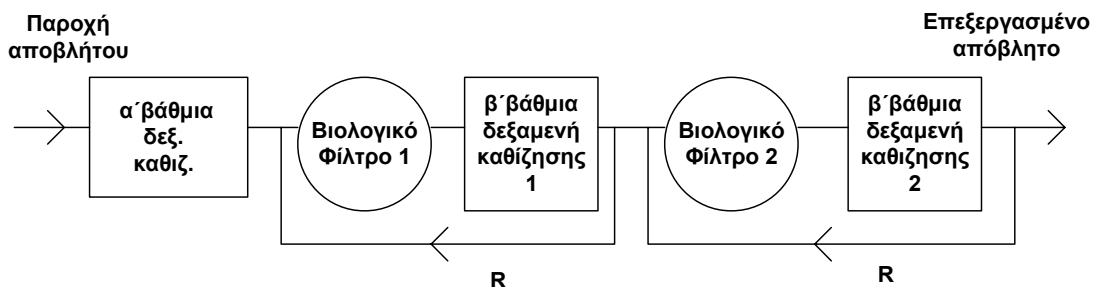 Παροχή
αποβλήτου
Επεξεργασμένο
απόβλητο
α΄βάθμια
δεξ.
καθιζ.
Βιολογικό
Φίλτρο 1
β΄βάθμια
δεξαμενή
καθίζησης
1
Βιολογικό
Φίλτρο 2
β΄βάθμια
δεξαμενή
καθιζησης
2
R
R